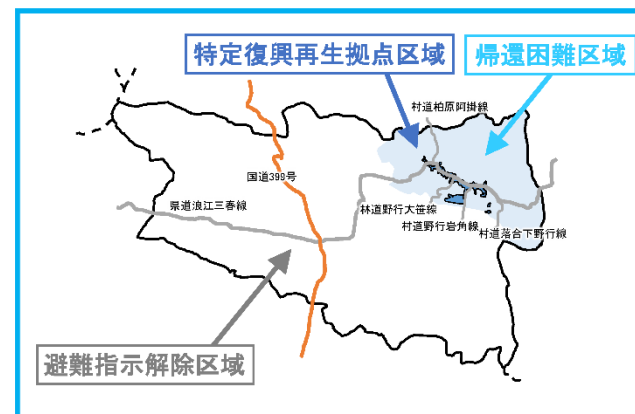 特定復興再生拠点区域
帰還困難区域
村道柏原阿掛線
国道399号
県道浪江三春線
林道野行大笹線
村道野行岩角線
村道落合下野行線
避難指示解除区域